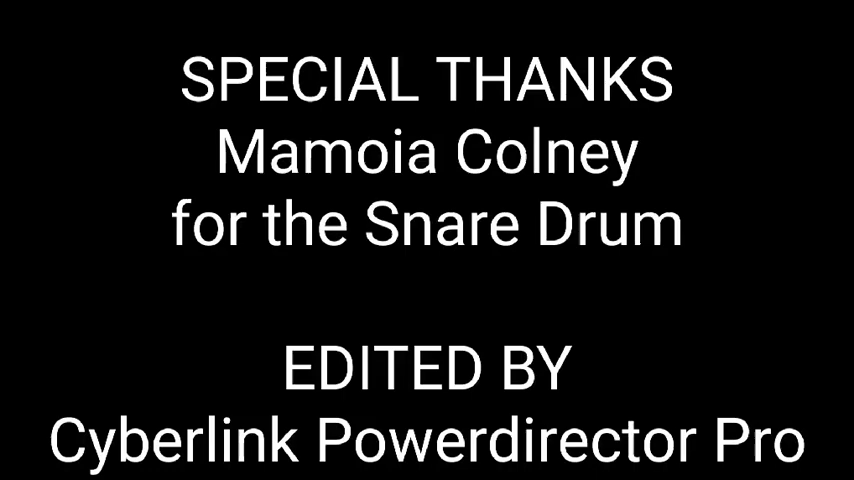 SPECIAL THANKS
Mamoia Colney
for the Snare Drum
EDITED BY
Cyberlink Powerdirector Pro